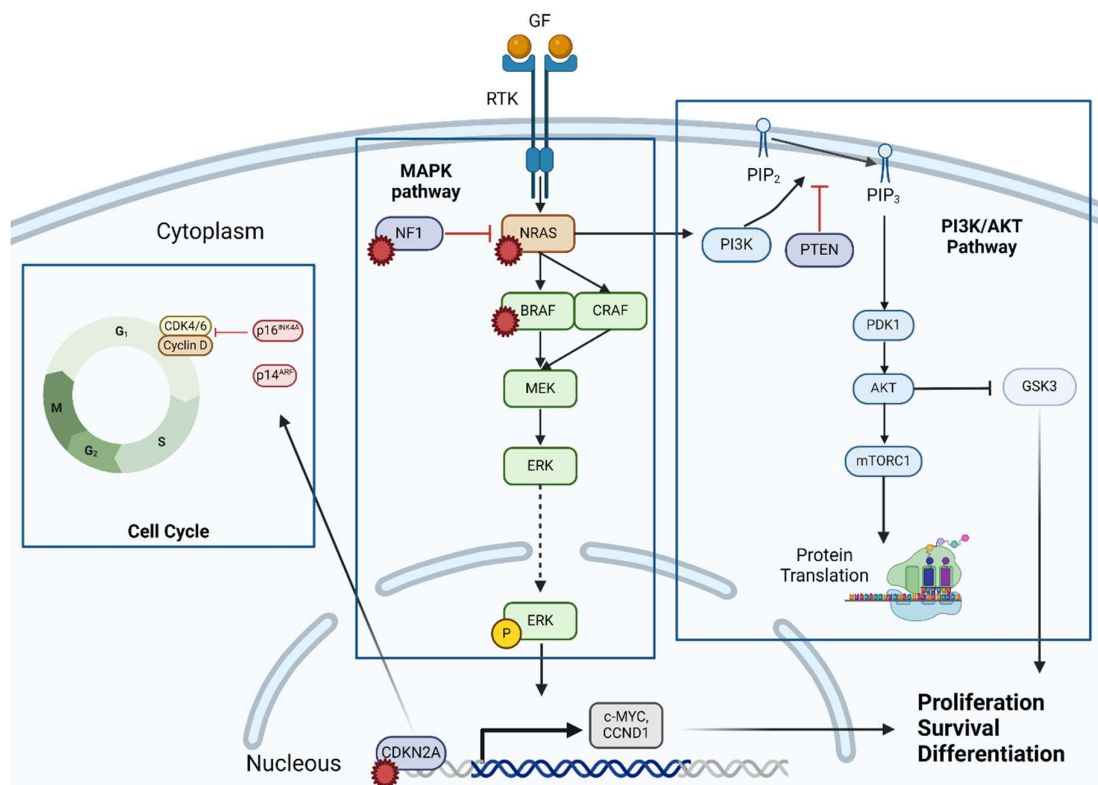 GF
RTK
MAPK
pathway
Cytoplasm
NF1
NRAS
BRAF
CRAF
MEK
ERK
ERK
P
PIP₂
PIP₃
PI3K
PTEN
PI3K/AKT
Pathway
PDK1
AKT
GSK3
mTORC1
Protein
Translation
G₁
CDK4/6
Cyclin D
p16ᴵᴺᴷ⁴ᴬ
p14ᴬᴿᶠ
M
G₂
S
Cell Cycle
c-MYC,
CCND1
CDKN2A
Nucleous
Proliferation
Survival
Differentiation